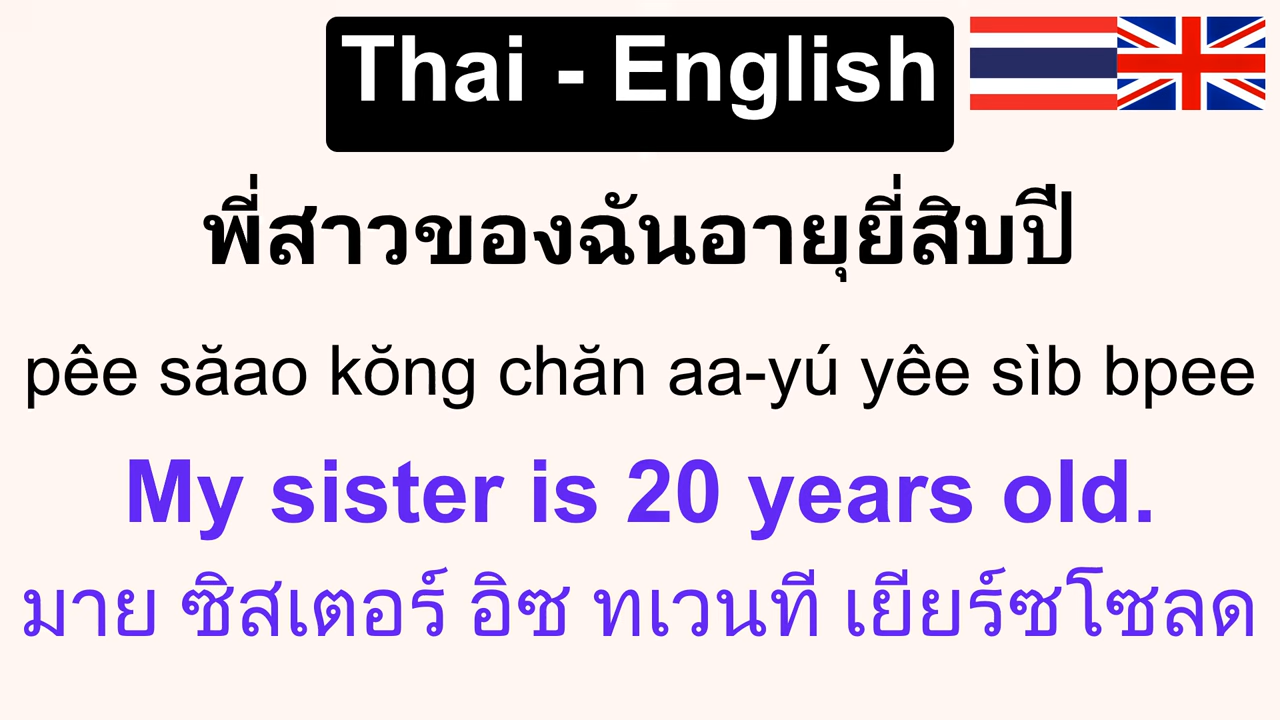 Thai - English
พี่สาวของฉันอายุยี่สิบปี
pêe săao kŏng chăn aa-yú yêe sìb bpee
My sister is 20 years old.
มาย ซิสเตอร์ อิซ ทเวนที เยียร์ซโซลด